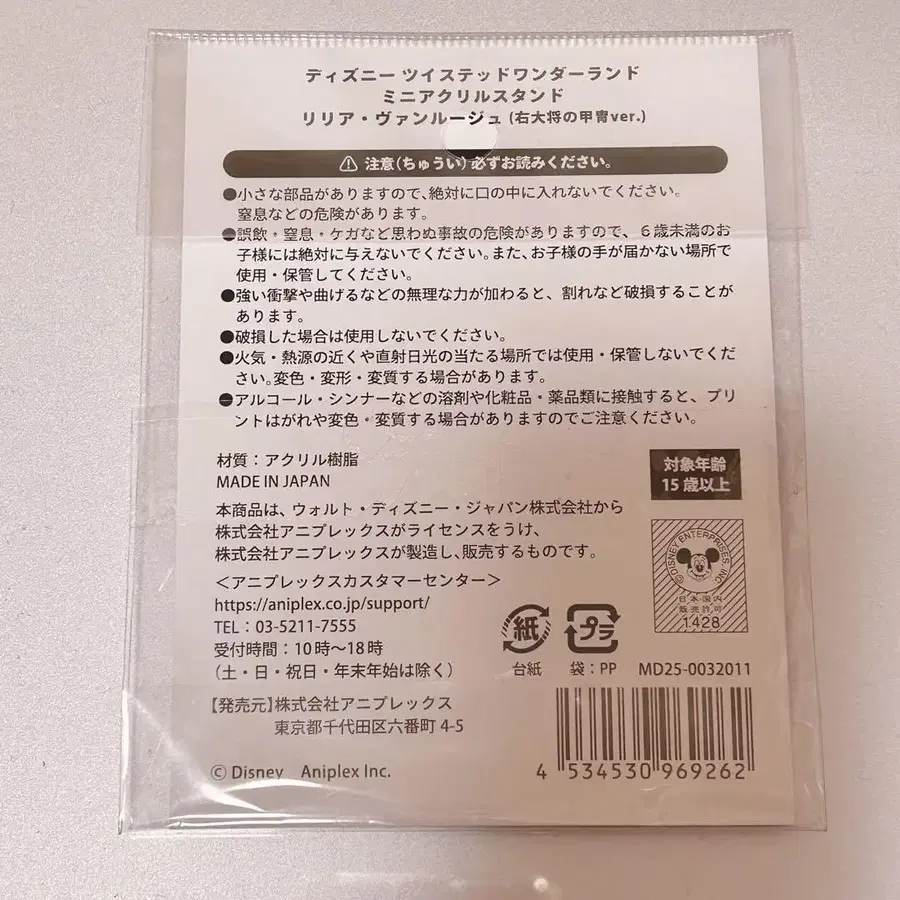 ディズニー ツイステッドワンダーランド
ミニアクリルスタンド
リリア・ヴァンルージュ (右大将の甲冑ver.)
注意(ちゅうい) 必ずお読みください。
●小さな部品がありますので、絶対に口の中に入れないでください。
窒息などの危険があります。
●誤飲・窒息・ケガなど思わぬ事故の危険がありますので、6歳未満のお
子様には絶対に与えないでください。また、お子様の手が届かない場所で
使用・保管してください。
●強い衝撃や曲げるなどの無理な力が加わると、割れなど破損することが
あります。
●破損した場合は使用しないでください。
●火気・熱源の近くや直射日光の当たる場所では使用・保管しないでくだ
さい。変色・変形・変質する場合があります。
●アルコール・シンナーなどの溶剤や化粧品・薬品類に接触すると、プリ
ントはがれや変色・変質する場合がありますのでご注意ください。
材質：アクリル樹脂
MADE IN JAPAN
対象年齢
15歳以上
本商品は、ウォルト・ディズニー・ジャパン株式会社から
株式会社アニプレックスがライセンスをうけ、
株式会社アニプレックスが製造し、販売するものです。
©DISNEY ENTERPRISES, INC
日本国内
販売許可
1428
＜アニプレックスカスタマーセンター＞
https://aniplex.co.jp/support/
TEL：03-5211-7555
受付時間：10時〜18時
（土・日・祝日・年末年始は除く）
紙
台紙
プラ
袋：PP
MD25-0032011
【発売元】株式会社アニプレックス
東京都千代田区六番町 4-5
© Disney Aniplex Inc.
4 534530 969262